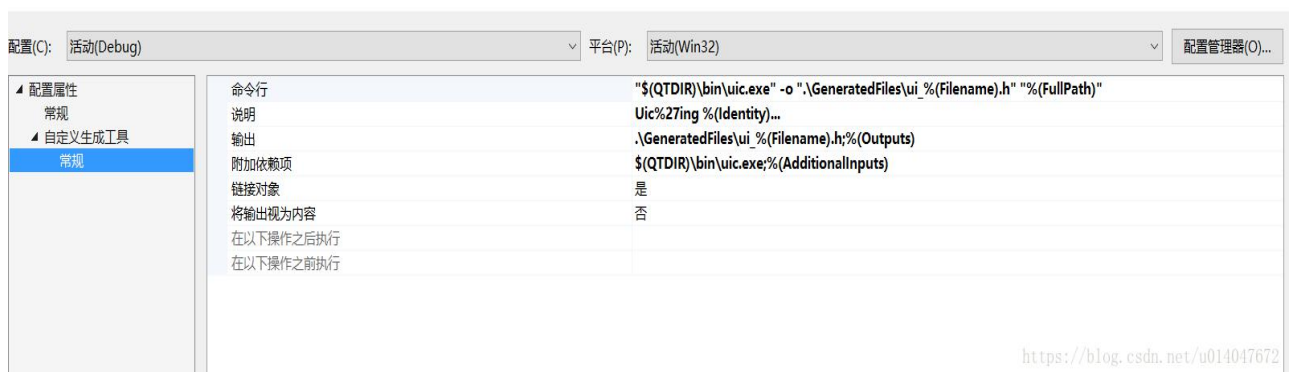 配置(C): 活动(Debug) 平台(P): 活动(Win32) 配置管理器(O)...
配置属性
常规
自定义生成工具
常规
命令行 "$(QTDIR)\bin\uic.exe" -o ".\GeneratedFiles\ui_%(Filename).h" "%(FullPath)"
说明 Uic%27ing %(Identity)...
输出 .\GeneratedFiles\ui_%(Filename).h;%(Outputs)
附加依赖项 $(QTDIR)\bin\uic.exe;%(AdditionalInputs)
链接对象 是
将输出视为内容 否
在以下操作之后执行
在以下操作之前执行
https://blog.csdn.net/u014047672